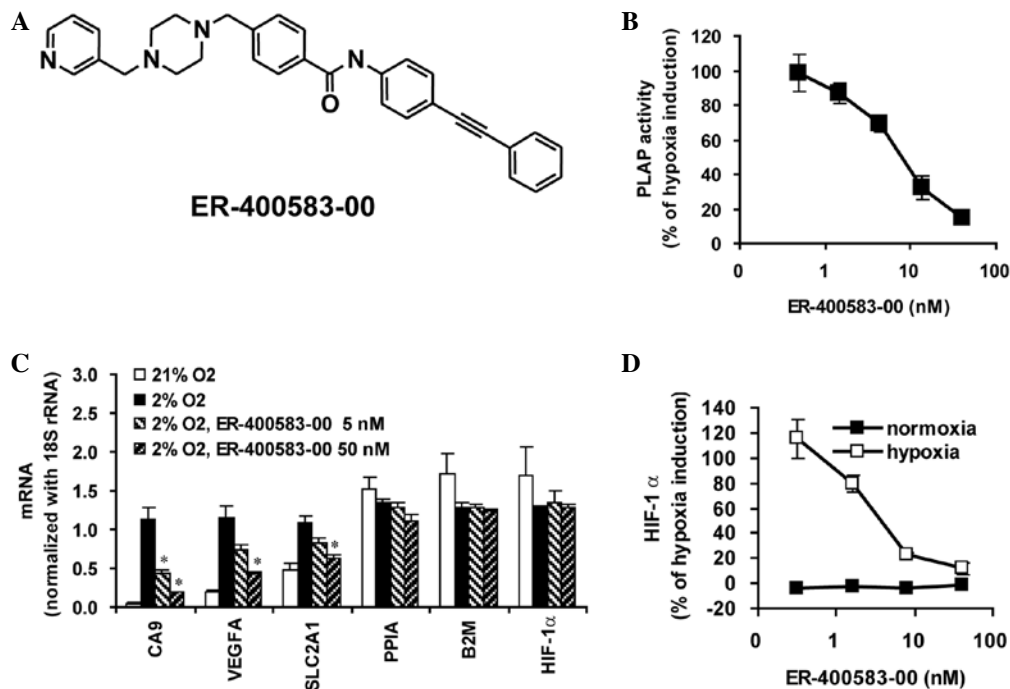 A
N
N
N
N
O
ER-400583-00
B
PLAP activity
(% of hypoxia induction)
120
100
80
60
40
20
0
0 1 10 100
ER-400583-00 (nM)
C
mRNA
(normalized with 18S rRNA)
3.0
2.5
2.0
1.5
1.0
0.5
0.0
21% O2
2% O2
2% O2, ER-400583-00 5 nM
2% O2, ER-400583-00 50 nM
* * * *
CA9
VEGFA
SLC2A1
PPIA
B2M
HIF-1α
D
HIF-1 α
(% of hypoxia induction)
140
120
100
80
60
40
20
0
-20
normoxia
hypoxia
0 1 10 100
ER-400583-00 (nM)